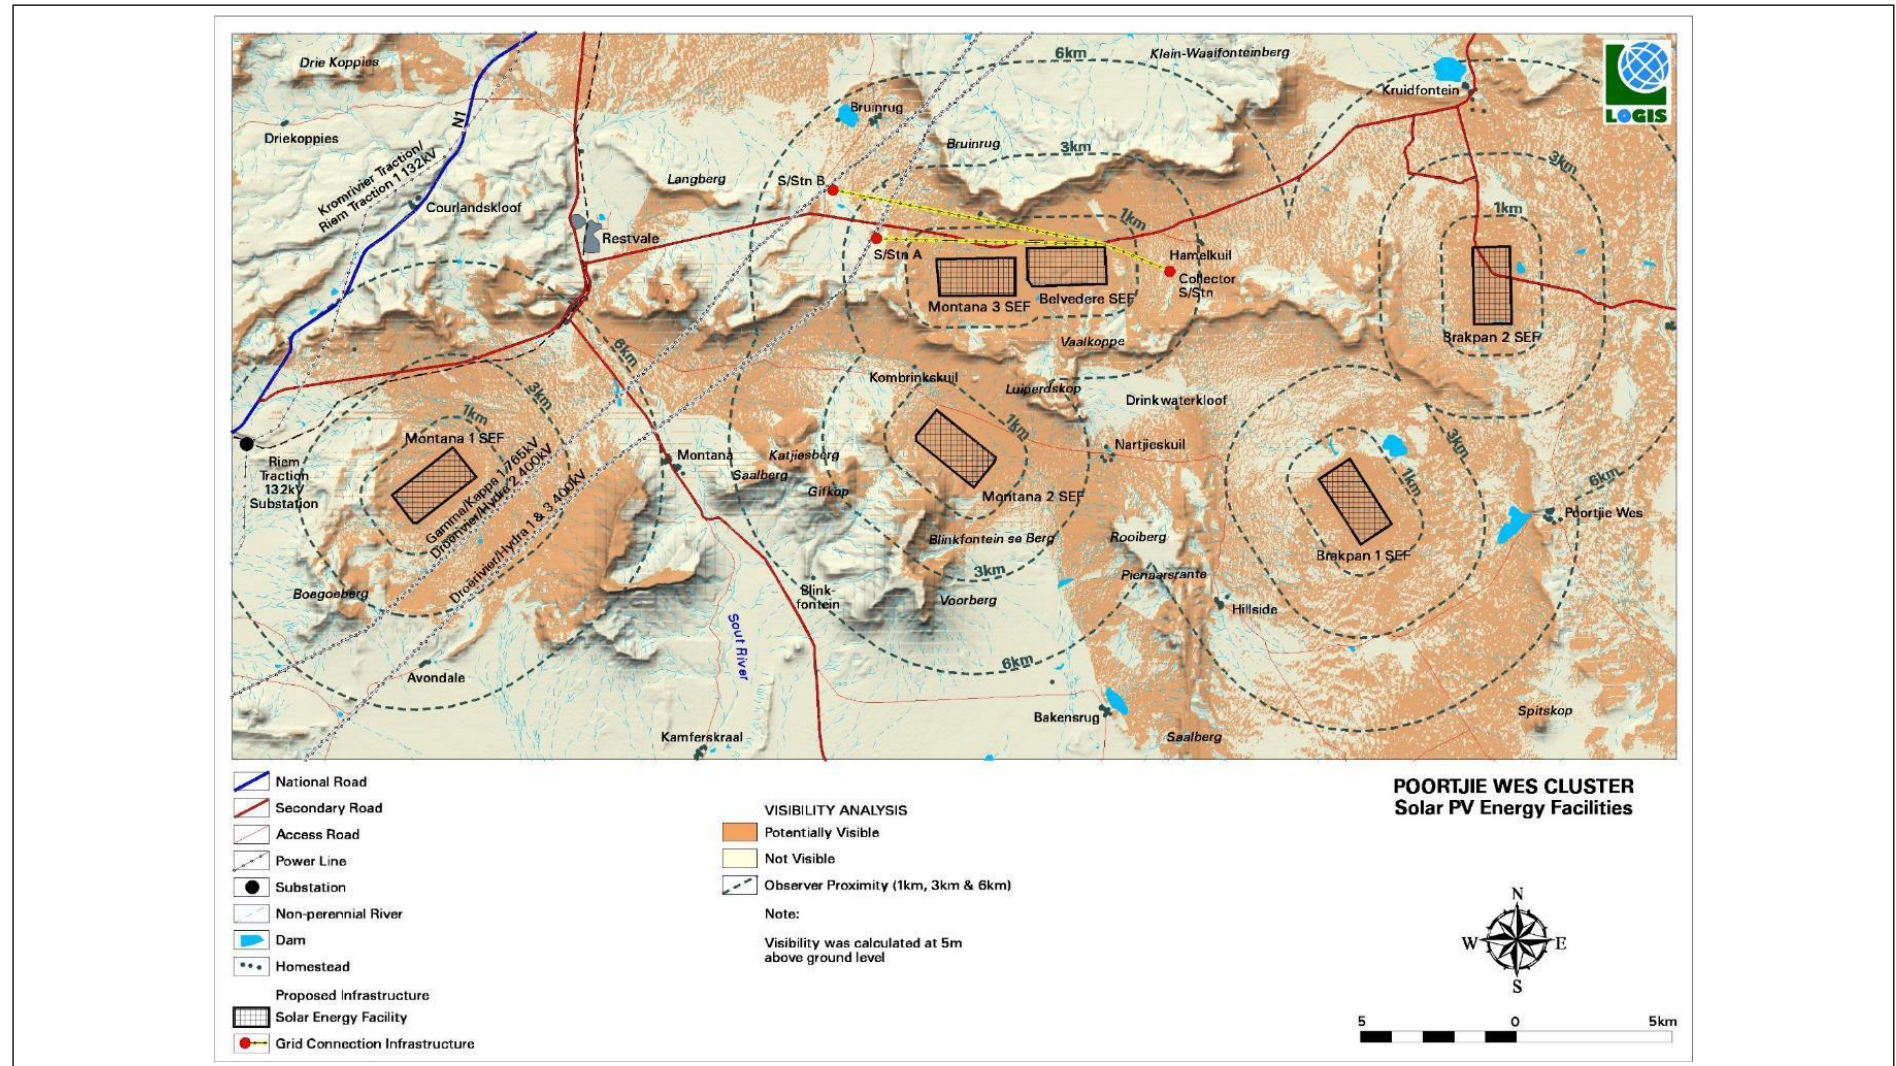 6km
Klein-Waaifonteinberg
Drie Koppies
LOGIS
Kruidfontein
Bruinrug
N1
Driekoppies
Bruinrug
3km
3km
Kromrivier Traction/
Riem Traction 1 132kV
Langberg
S/Stn B
Courlandskloof
1km
1km
Restvale
S/Stn A
Hamelkuil
Collector
S/Stn
Montana 3 SEF
Belvedere SEF
Brakpan 2 SEF
Vaalkoppe
6km
Kombrinkskuil
Luiperdskop
3km
Drinkwaterkloof
1km
Montana 1 SEF
1km
Nartjieskuil
3km
Riem
Traction
132kV
Substation
Montana
Katjiesberg
Saalberg
Gifkop
Montana 2 SEF
1km
6km
Gamma/Kappa 1 765kV
Droërivier/Hydra 2 400kV
Droërivier/Hydra 1 & 3 400kV
Poortjie Wes
Blinkfontein se Berg
Rooiberg
Brakpan 1 SEF
3km
Pienaarsrante
Boegoeberg
Blink-
fontein
Voorberg
Hillside
Sout River
6km
Avondale
Bakensrug
Spitskop
Kamferskraal
Saalberg
National Road
Secondary Road
Access Road
Power Line
Substation
Non-perennial River
Dam
Homestead
Proposed Infrastructure
Solar Energy Facility
Grid Connection Infrastructure
VISIBILITY ANALYSIS
Potentially Visible
Not Visible
Observer Proximity (1km, 3km & 6km)
Note:
Visibility was calculated at 5m
above ground level
POORTJIE WES CLUSTER
Solar PV Energy Facilities
N
W
E
S
5
0
5km